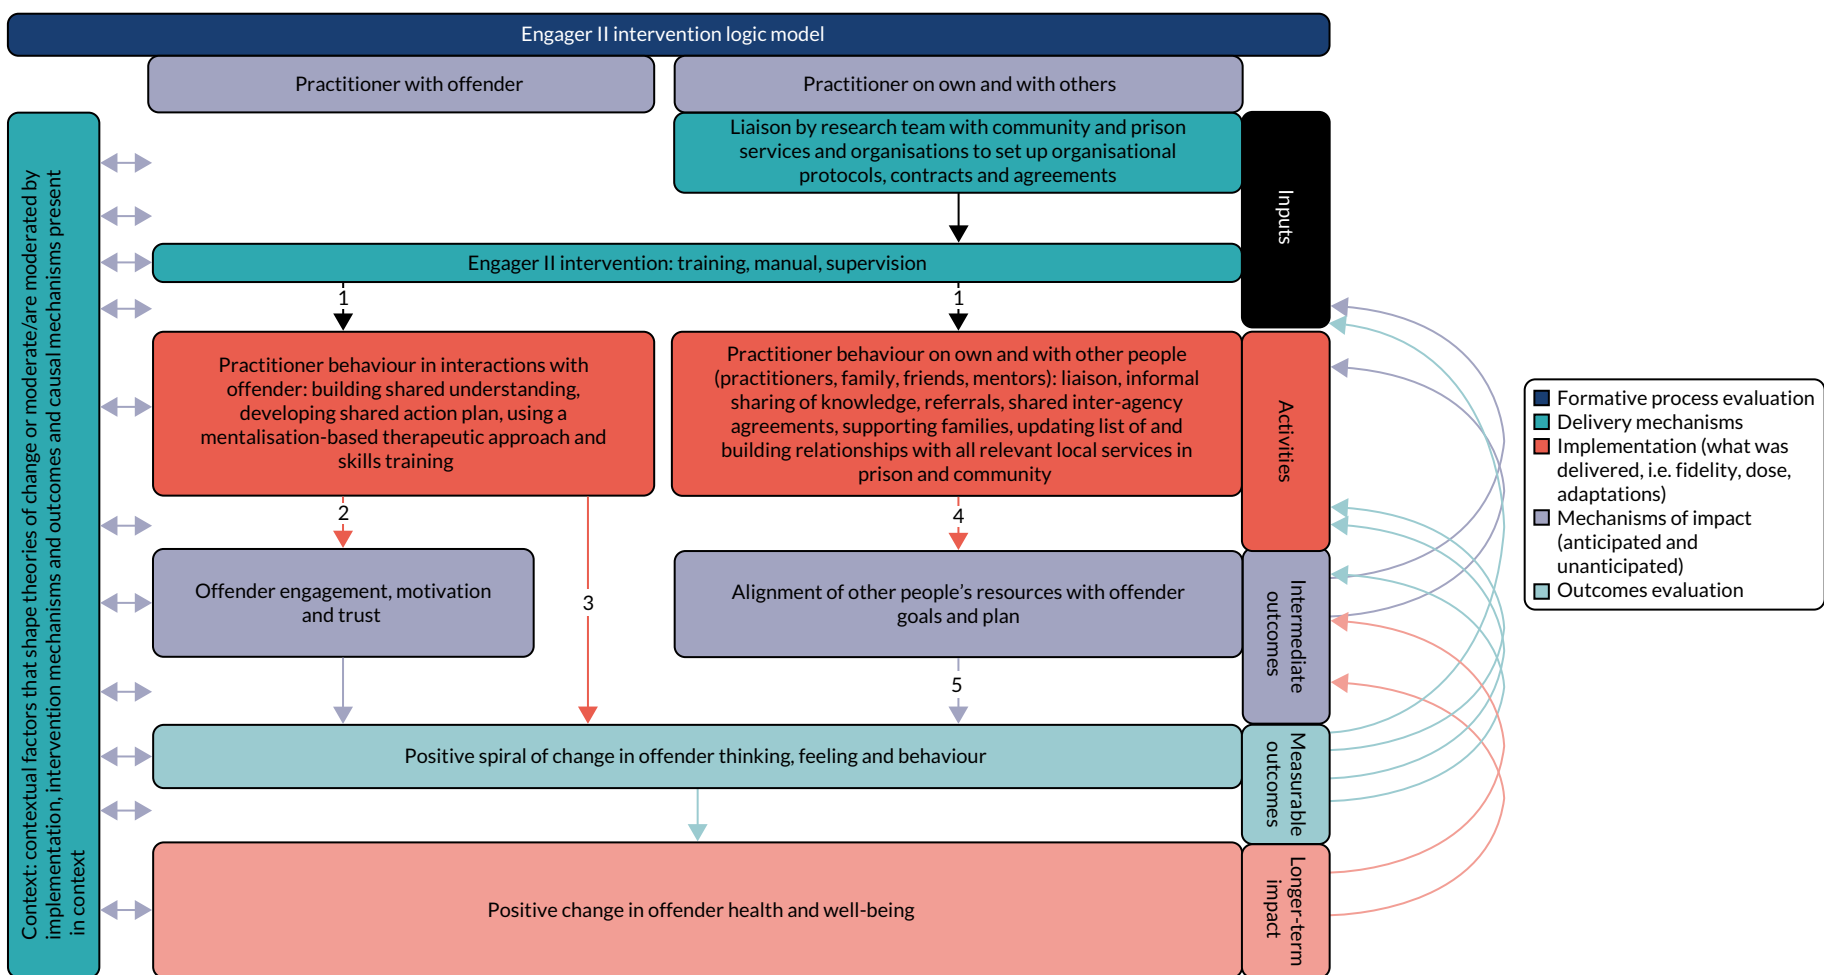 Engager II intervention logic model
Practitioner with offender
Practitioner on own and with others
Context: contextual factors that shape theories of change or moderate/are moderated by
implementation, intervention mechanisms and outcomes and causal mechanisms present
in context
Liaison by research team with community and prison
services and organisations to set up organisational
protocols, contracts and agreements
Inputs
Engager II intervention: training, manual, supervision
1
1
Practitioner behaviour in interactions with
offender: building shared understanding,
developing shared action plan, using a
mentalisation-based therapeutic approach and
skills training
Practitioner behaviour on own and with other people
(practitioners, family, friends, mentors): liaison, informal
sharing of knowledge, referrals, shared inter-agency
agreements, supporting families, updating list of and
building relationships with all relevant local services in
prison and community
Activities
2
3
4
Offender engagement, motivation
and trust
Alignment of other people’s resources with offender
goals and plan
Intermediate
outcomes
5
Positive spiral of change in offender thinking, feeling and behaviour
Measurable
outcomes
Positive change in offender health and well-being
Longer-term
impact
Formative process evaluation
Delivery mechanisms
Implementation (what was
delivered, i.e. fidelity, dose,
adaptations)
Mechanisms of impact
(anticipated and
unanticipated)
Outcomes evaluation